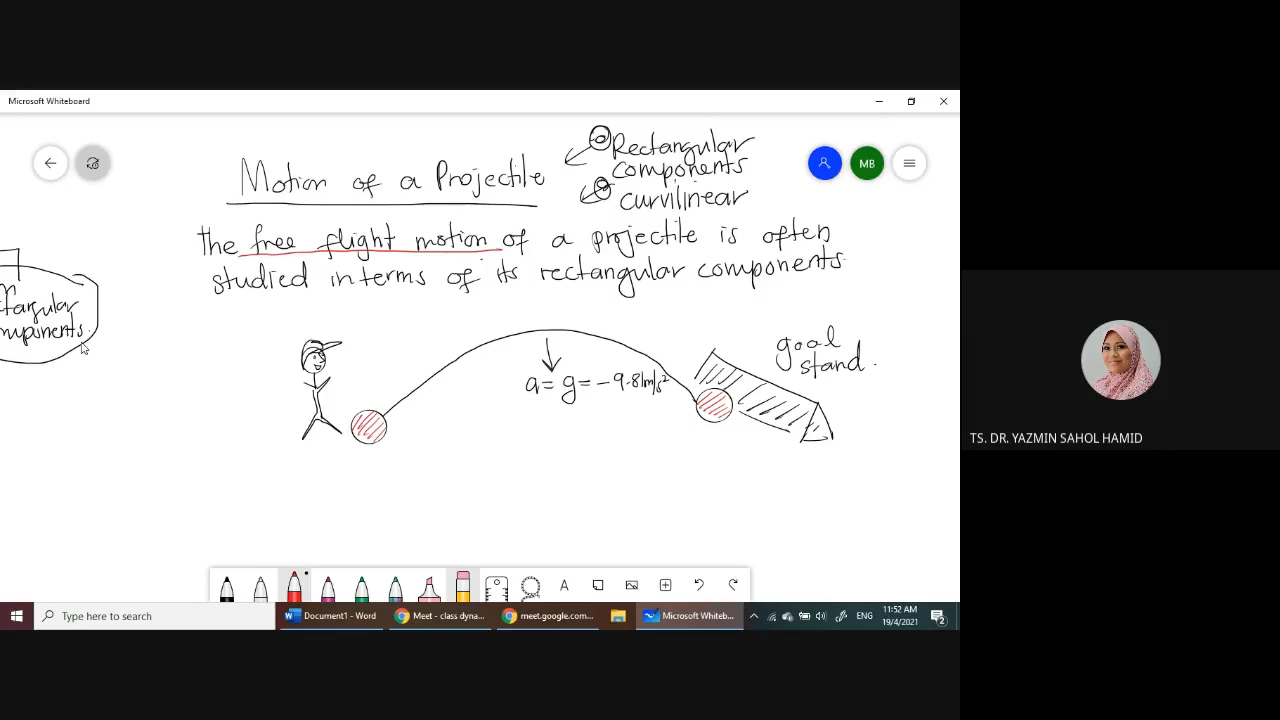 Microsoft Whiteboard
Motion of a Projectile
Rectangular
components
curvilinear
MB
The free flight motion of a projectile is often
studied in terms of its rectangular components.
components.
goal
stand.
a = g = -9.81m/s²
TS. DR. YAZMIN SAHOL HAMID
A
Type here to search
Document1 - Word
Meet - class dyna...
meet.google.com...
Microsoft Whiteb...
ENG
11:52 AM
19/4/2021
2